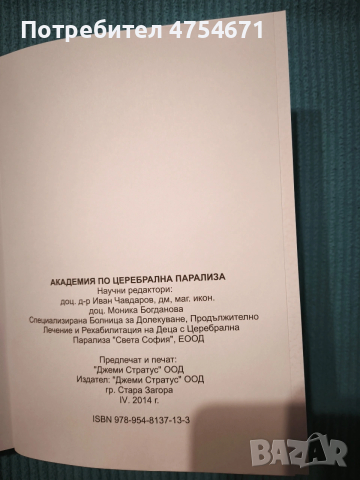 Потребител 4754671
АКАДЕМИЯ ПО ЦЕРЕБРАЛНА ПАРАЛИЗА
Научни редактори:
доц. д-р Иван Чавдаров, дм, маг. икон.
доц. Моника Богданова
Специализирана Болница за Долекуване, Продължително
Лечение и Рехабилитация на Деца с Церебрална
Парализа "Света София", ЕООД
Предпечат и печат:
"Джеми Стратус" ООД
Издател: "Джеми Стратус" ООД
гр. Стара Загора
IV. 2014 г.
ISBN 978-954-8137-13-3
BAZAR